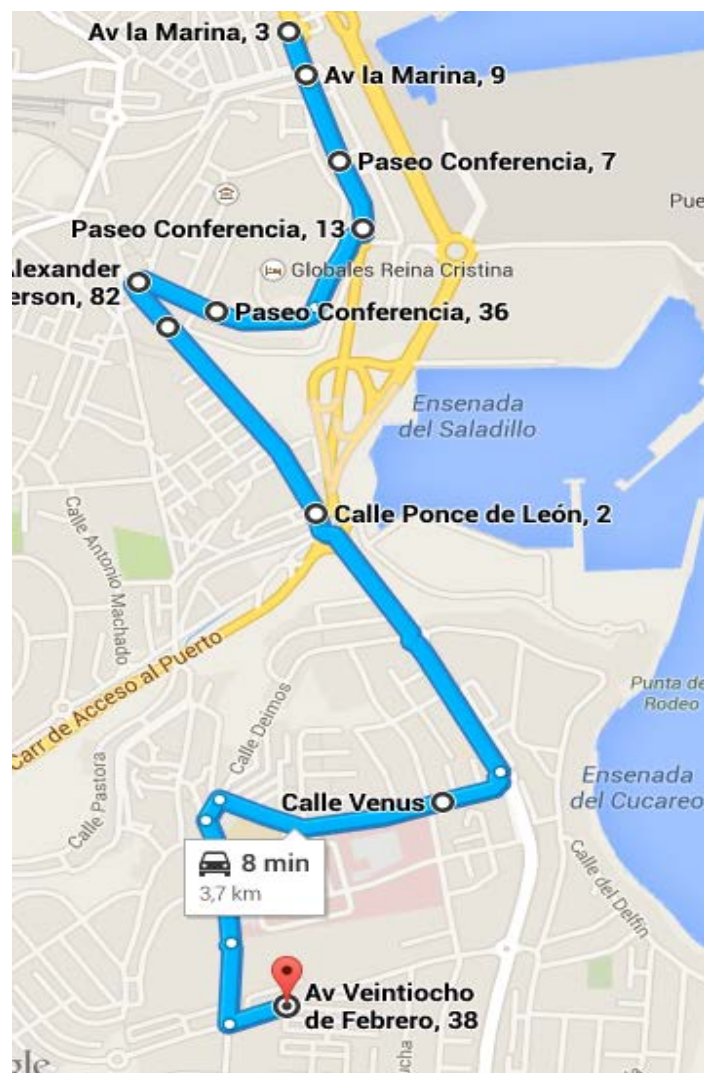 Av la Marina, 3
Av la Marina, 9
Paseo Conferencia, 7
Pue
Paseo Conferencia, 13
Alexander
erson, 82
Globales Reina Cristina
Paseo Conferencia, 36
Ensenada
del Saladillo
Calle Ponce de León, 2
Calle Antonio Machado
Carr de Acceso al Puerto
Calle Deimos
Punta de
Rodeo
Calle Pastora
Ensenada
del Cucareo
Calle Venus
8 min
3,7 km
Calle del Delfín
Av Veintiocho
de Febrero, 38
ucha
gle